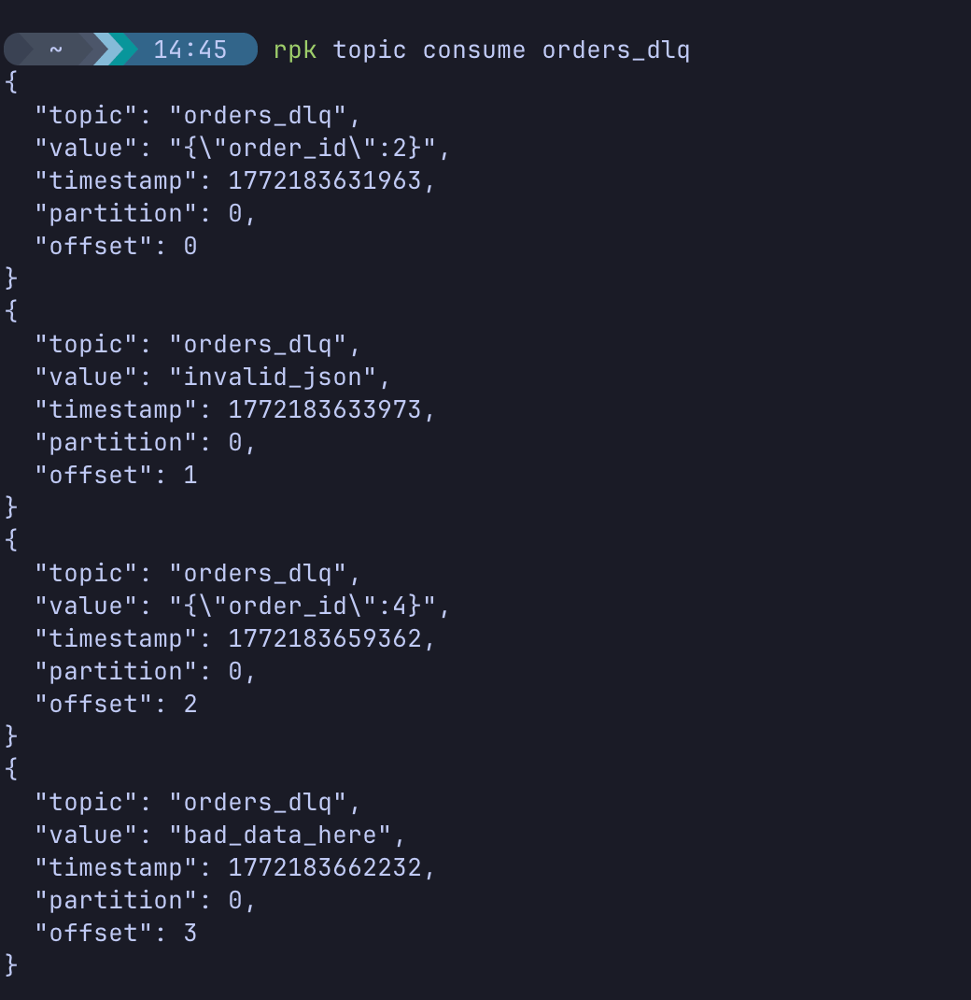 ~ 14:45 rpk topic consume orders_dlq
{
  "topic": "orders_dlq",
  "value": "{\"order_id\":2}",
  "timestamp": 1772183631963,
  "partition": 0,
  "offset": 0
}
{
  "topic": "orders_dlq",
  "value": "invalid_json",
  "timestamp": 1772183633973,
  "partition": 0,
  "offset": 1
}
{
  "topic": "orders_dlq",
  "value": "{\"order_id\":4}",
  "timestamp": 1772183659362,
  "partition": 0,
  "offset": 2
}
{
  "topic": "orders_dlq",
  "value": "bad_data_here",
  "timestamp": 1772183662232,
  "partition": 0,
  "offset": 3
}